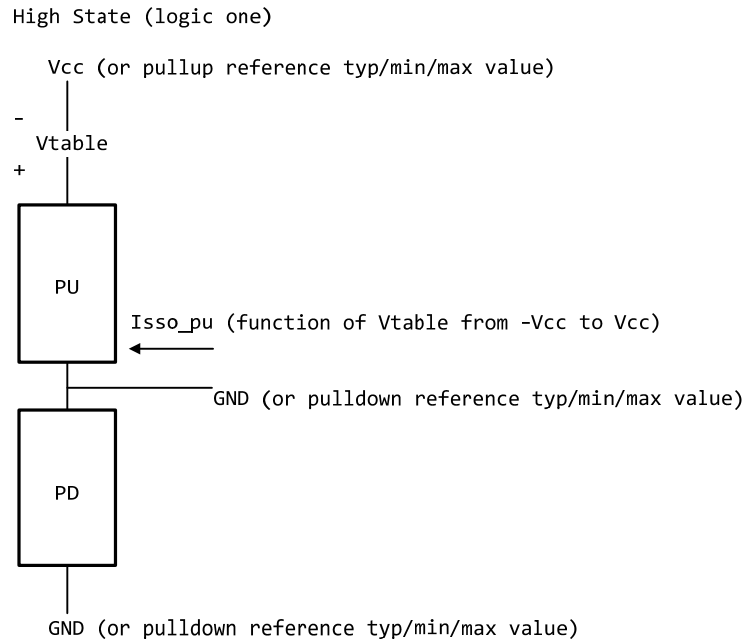 High State (logic one)
Vcc (or pullup reference typ/min/max value)
-
Vtable
+
PU
Isso_pu (function of Vtable from -Vcc to Vcc)
GND (or pulldown reference typ/min/max value)
PD
GND (or pulldown reference typ/min/max value)